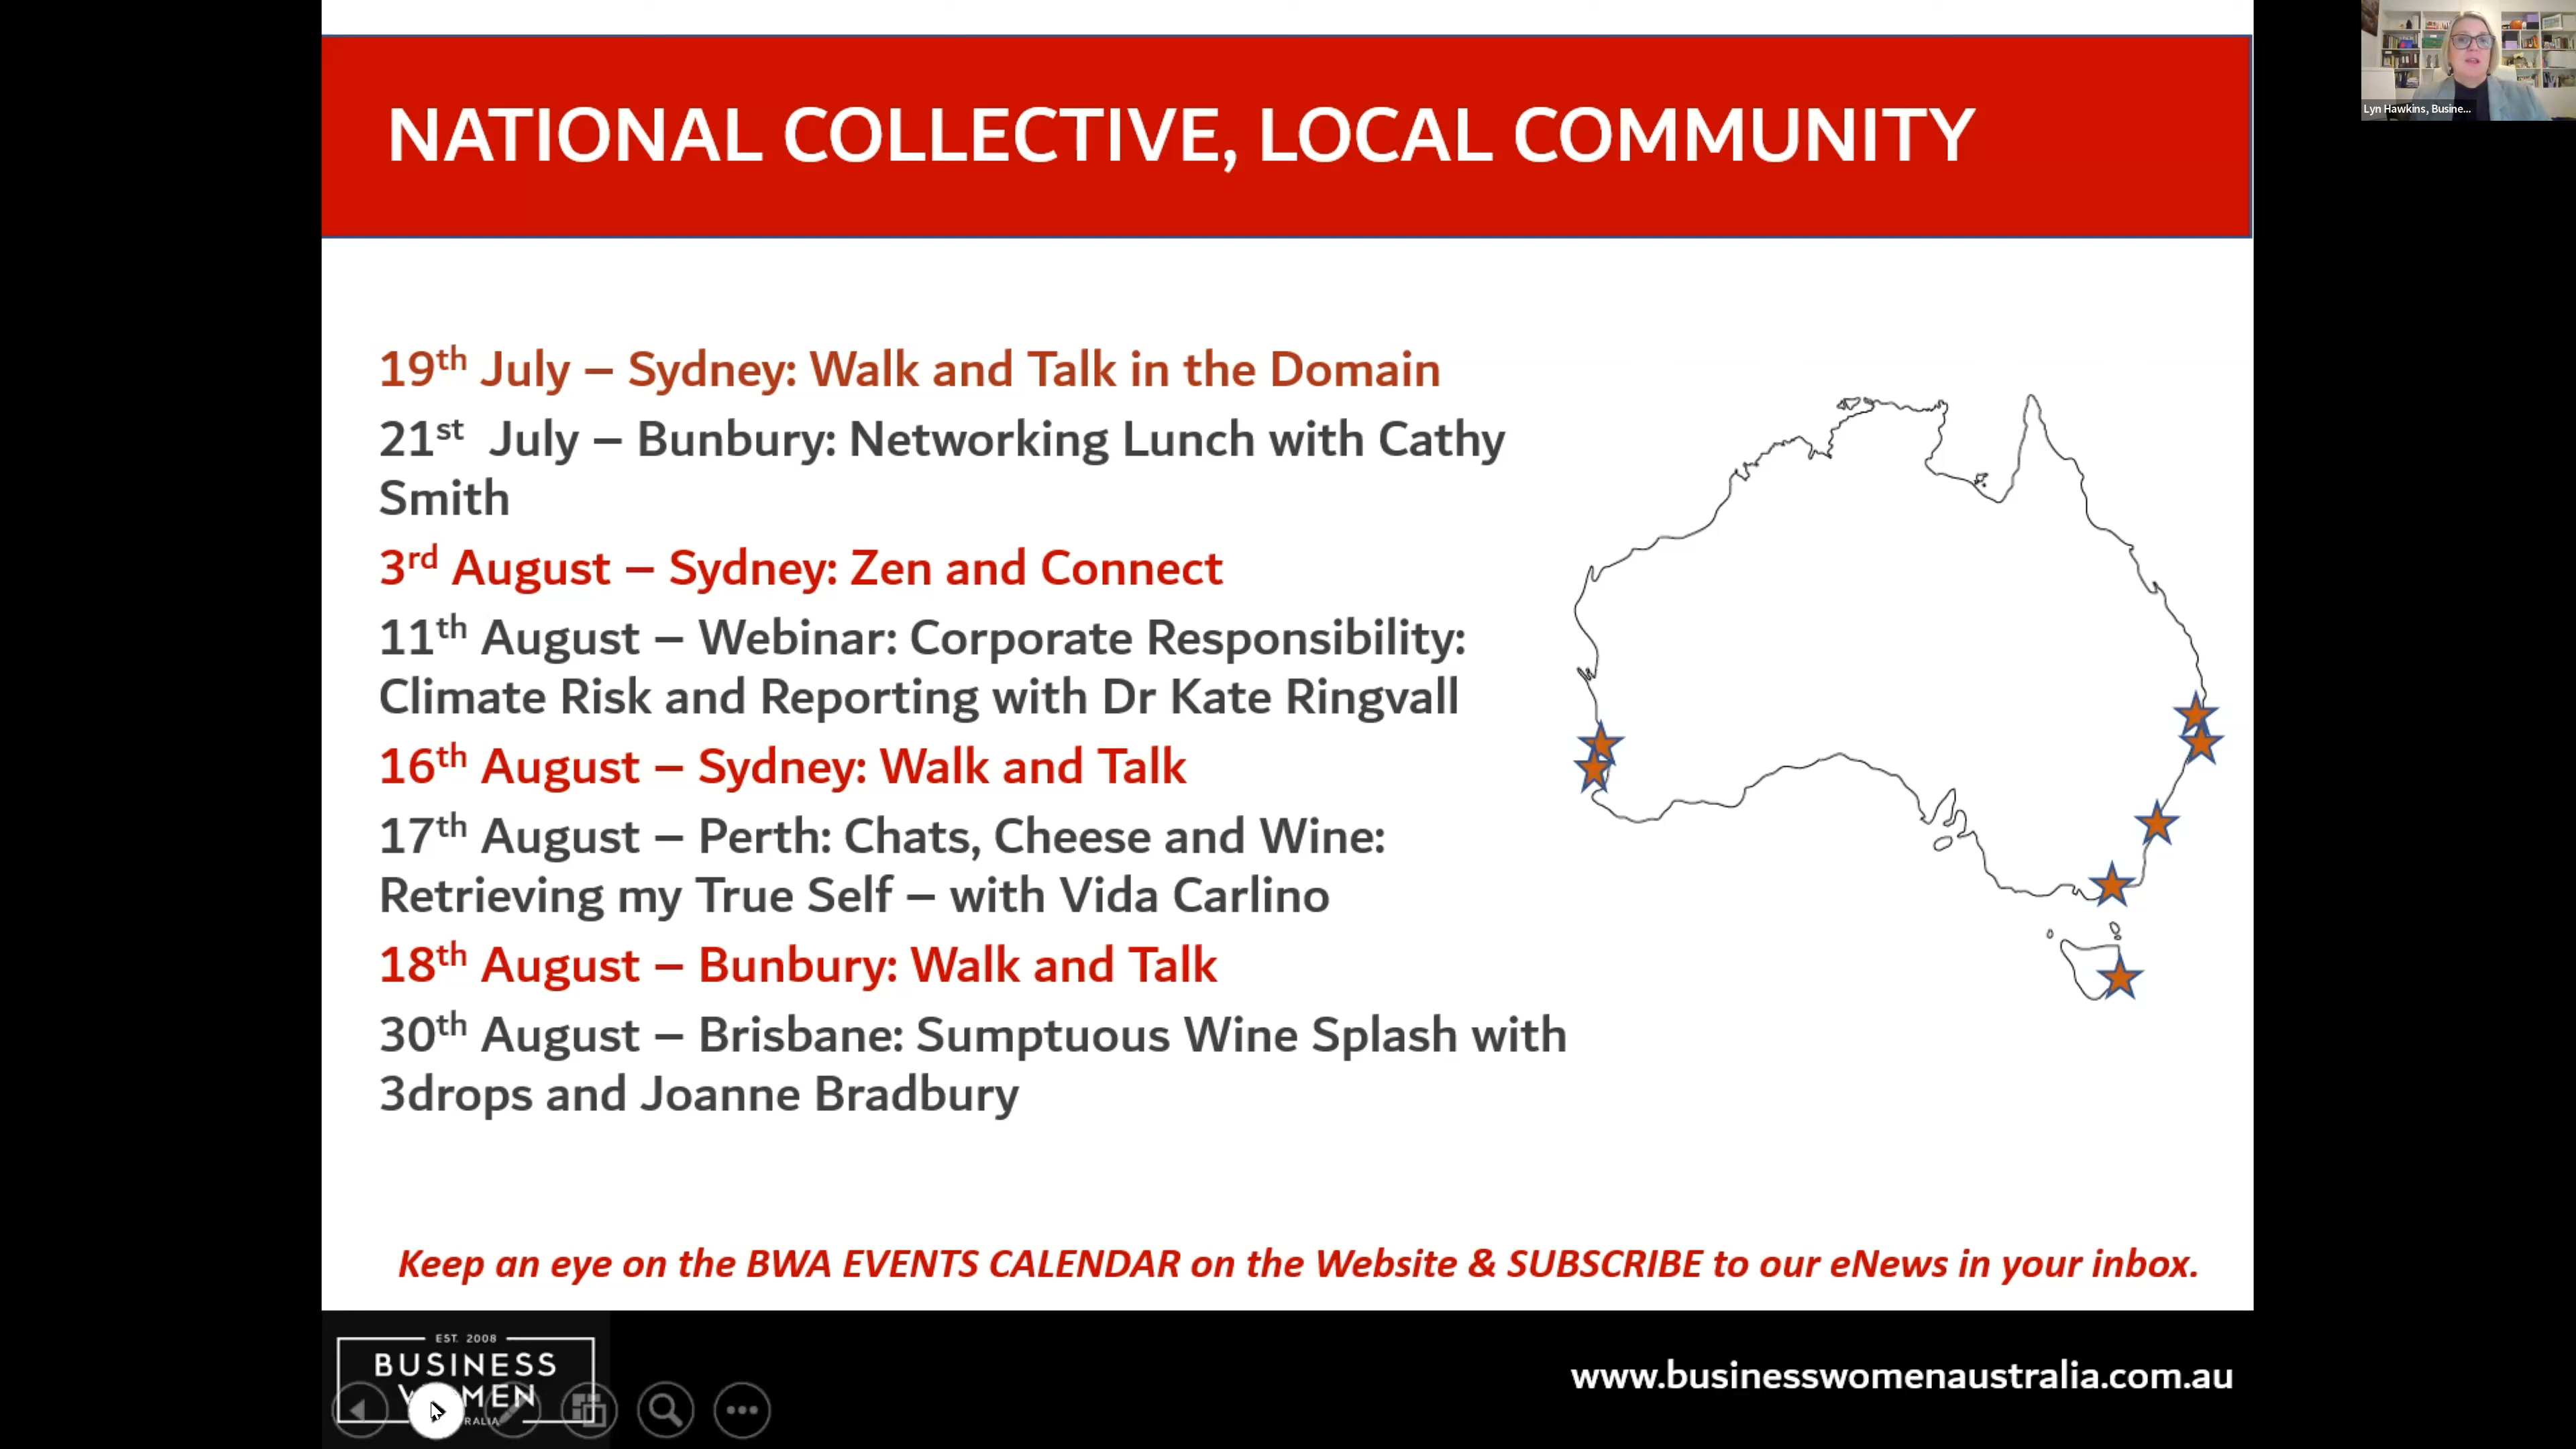 Lyn Hawkins, Busine...
NATIONAL COLLECTIVE, LOCAL COMMUNITY
19th July – Sydney: Walk and Talk in the Domain
21st July – Bunbury: Networking Lunch with Cathy
Smith
3rd August – Sydney: Zen and Connect
11th August – Webinar: Corporate Responsibility:
Climate Risk and Reporting with Dr Kate Ringvall
16th August – Sydney: Walk and Talk
17th August – Perth: Chats, Cheese and Wine:
Retrieving my True Self – with Vida Carlino
18th August – Bunbury: Walk and Talk
30th August – Brisbane: Sumptuous Wine Splash with
3drops and Joanne Bradbury
Keep an eye on the BWA EVENTS CALENDAR on the Website & SUBSCRIBE to our eNews in your inbox.
EST. 2008
BUSINESS
www.businesswomenaustralia.com.au